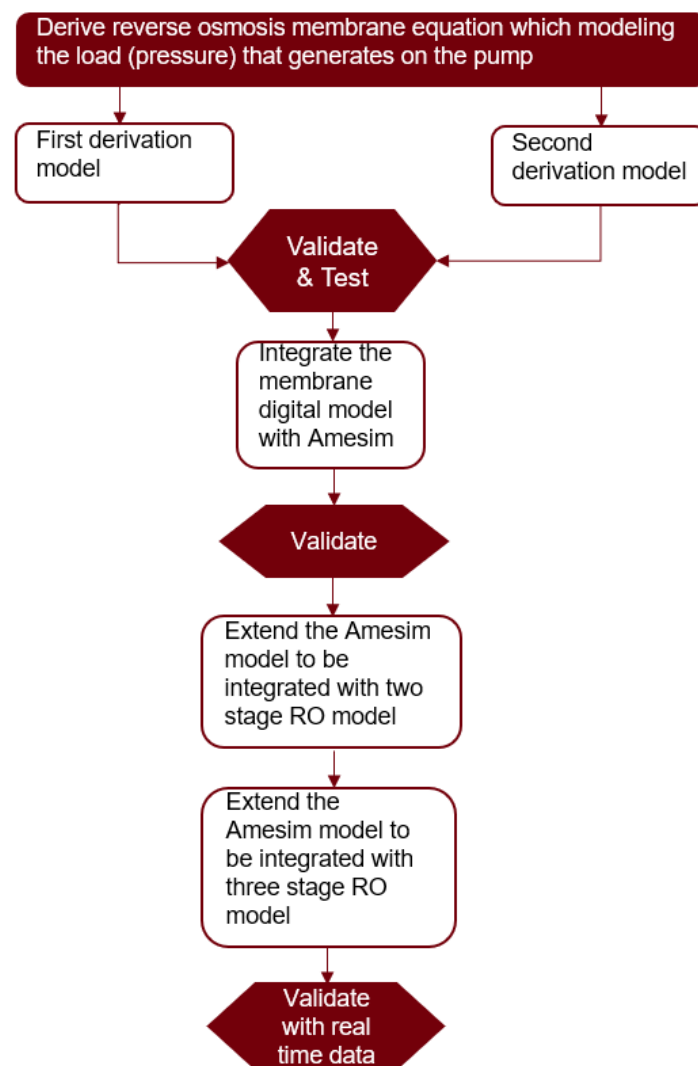 Derive reverse osmosis membrane equation which modeling
the load (pressure) that generates on the pump
First derivation
model
Second
derivation model
Validate
& Test
Integrate the
membrane
digital model
with Amesim
Validate
Extend the Amesim
model to be
integrated with two
stage RO model
Extend the
Amesim model to
be integrated with
three stage RO
model
Validate
with real
time data